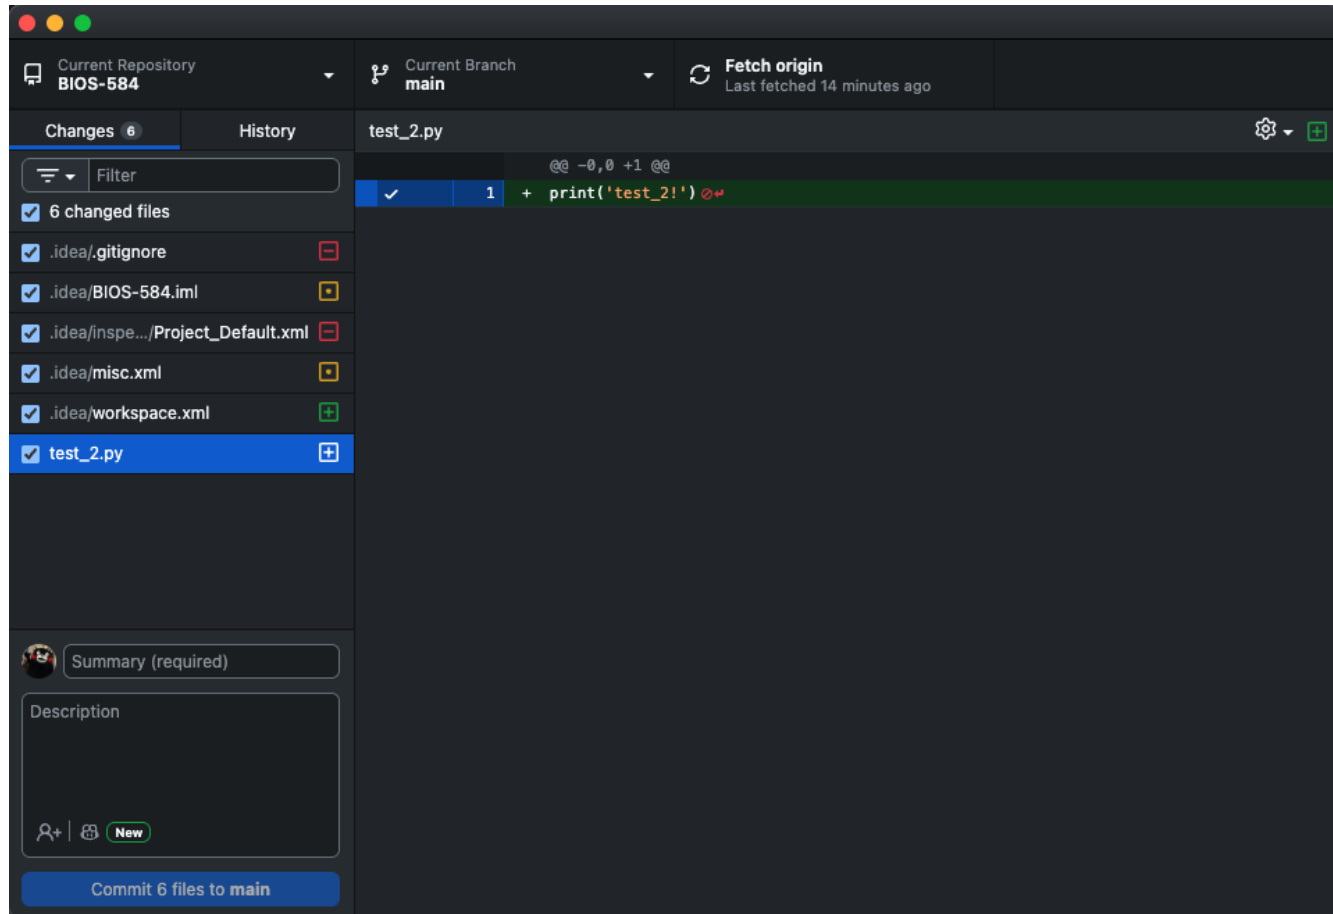 Current Repository
BIOS-584
Current Branch
main
Fetch origin
Last fetched 14 minutes ago
Changes 6
History
test_2.py
Filter
6 changed files
.idea/.gitignore
.idea/BIOS-584.iml
.idea/inspe.../Project_Default.xml
.idea/misc.xml
.idea/workspace.xml
test_2.py
@@ -0,0 +1 @@
1 + print('test_2!')
Summary (required)
Description
New
Commit 6 files to main